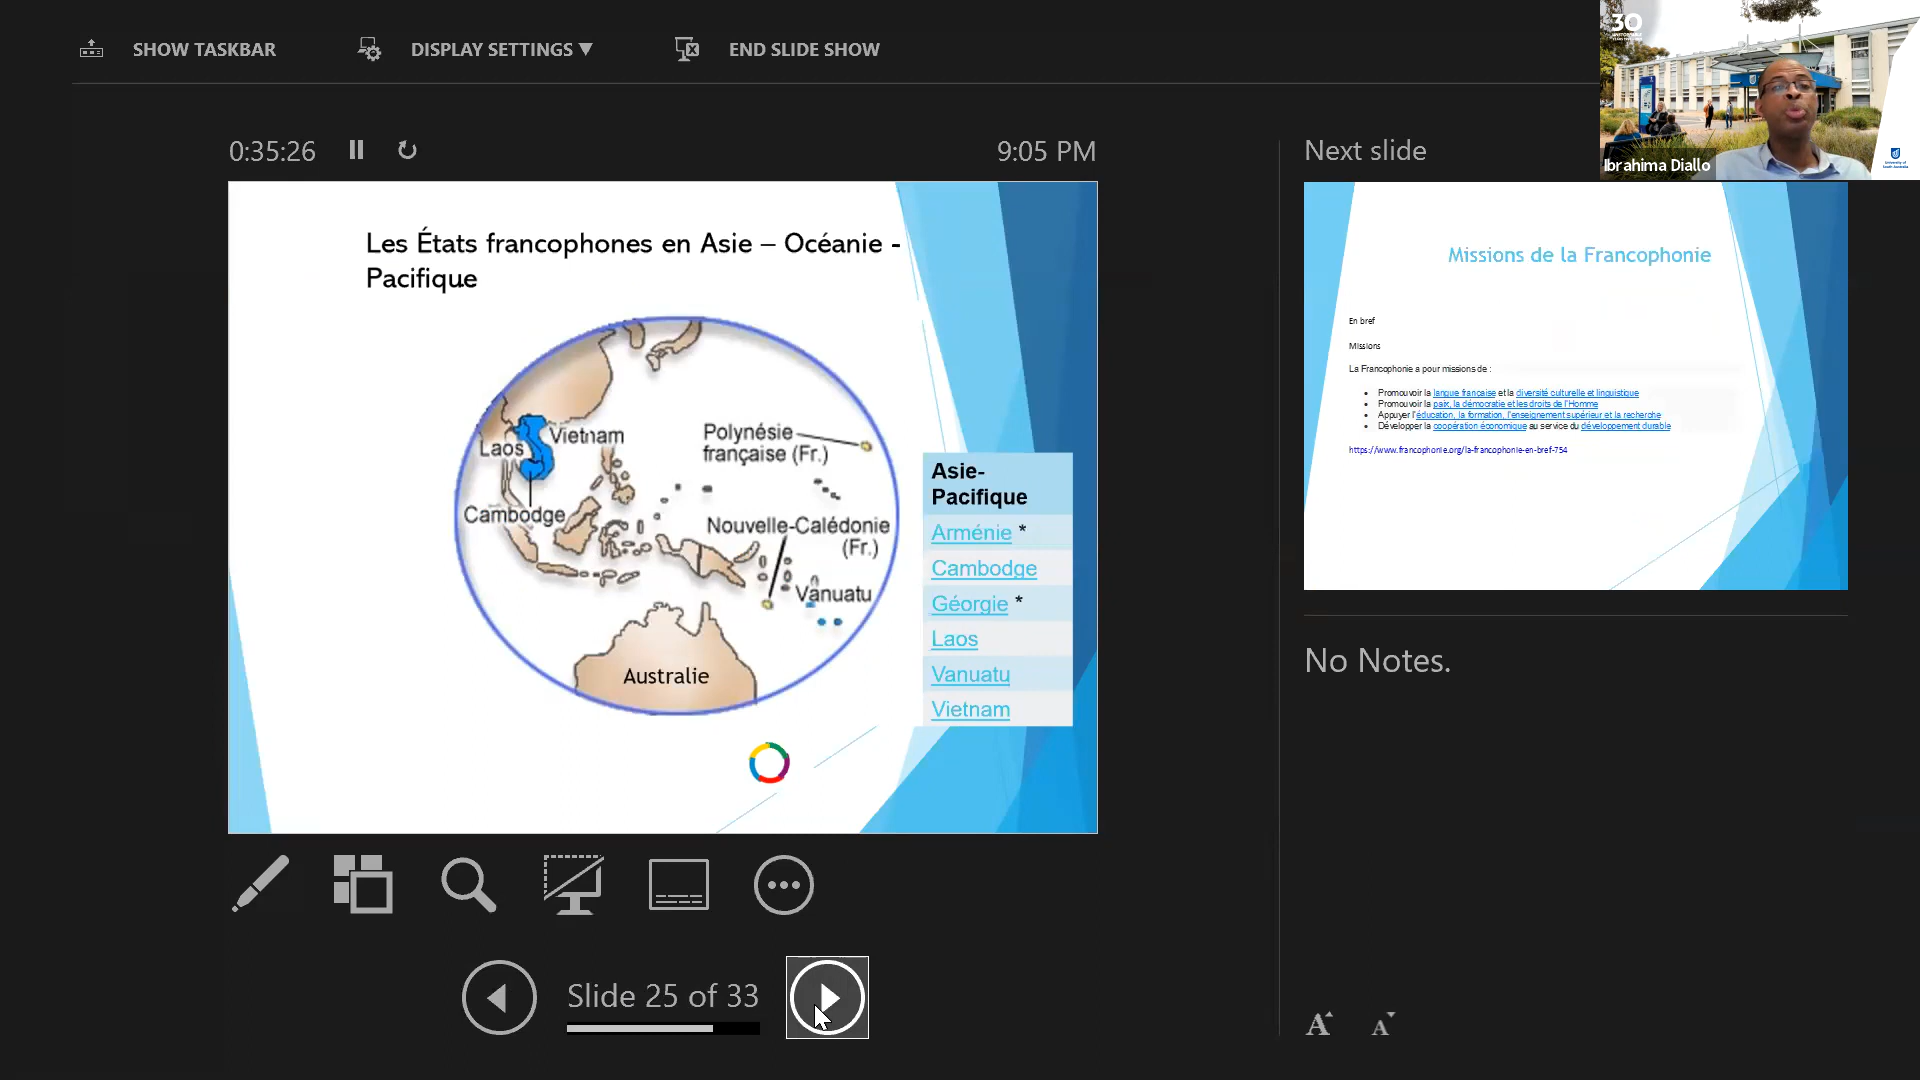 SHOW TASKBAR
DISPLAY SETTINGS ▼
END SLIDE SHOW
30
Ibrahima Diallo
University of
South Australia
0:35:26
9:05 PM
Next slide
Les États francophones en Asie – Océanie -
Pacifique
Laos
Vietnam
Cambodge
Polynésie
française (Fr.)
Nouvelle-Calédonie
(Fr.)
Vanuatu
Australie
Asie-
Pacifique
Arménie *
Cambodge
Géorgie *
Laos
Vanuatu
Vietnam
Missions de la Francophonie
En bref
Missions
La Francophonie a pour missions de :
• Promouvoir la langue française et la diversité culturelle et linguistique
• Promouvoir la paix, la démocratie et les droits de l'Homme
• Appuyer l'éducation, la formation, l'enseignement supérieur et la recherche
• Développer la coopération économique au service du développement durable
https://www.francophonie.org/la-francophonie-en-bref-754
No Notes.
Slide 25 of 33
A A